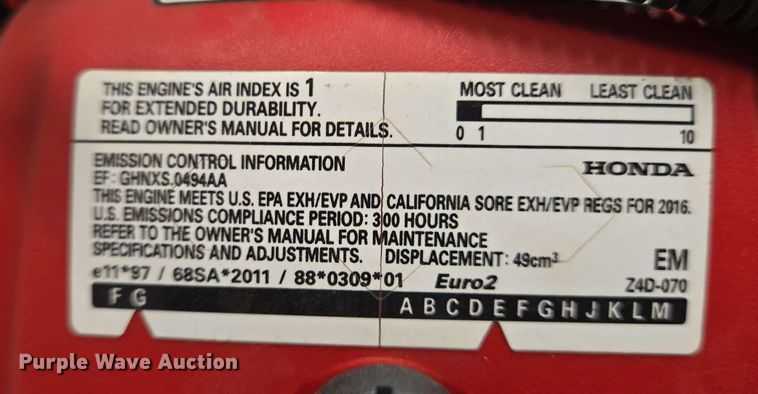 THIS ENGINE'S AIR INDEX IS 1
FOR EXTENDED DURABILITY.
READ OWNER'S MANUAL FOR DETAILS.
MOST CLEAN LEAST CLEAN
0 1 10
EMISSION CONTROL INFORMATION
HONDA
EF: GHNXS.0494AA
THIS ENGINE MEETS U.S. EPA EXH/EVP AND CALIFORNIA SORE EXH/EVP REGS FOR 2016.
U.S. EMISSIONS COMPLIANCE PERIOD: 300 HOURS
REFER TO THE OWNER'S MANUAL FOR MAINTENANCE
SPECIFICATIONS AND ADJUSTMENTS. DISPLACEMENT: 49cm³ EM
e11*97 / 68SA*2011 / 88*0309*01 Euro2 Z4D-070
F G A B C D E F G H J K L M
Purple Wave Auction